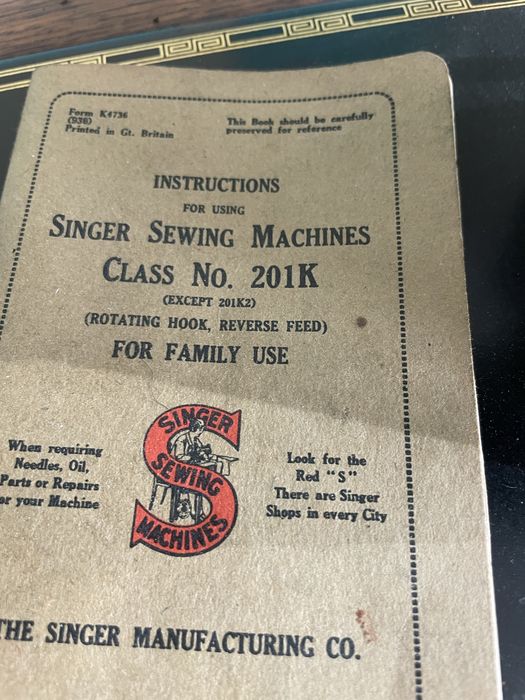 Form K4736
(938)
Printed in Gt. Britain
This Book should be carefully
preserved for reference
INSTRUCTIONS
FOR USING
SINGER SEWING MACHINES
CLASS No. 201K
(EXCEPT 201K2)
(ROTATING HOOK, REVERSE FEED)
FOR FAMILY USE
When requiring
Needles, Oil,
Parts or Repairs
or your Machine
SINGER
SEWING
MACHINES
Look for the
Red "S"
There are Singer
Shops in every City
THE SINGER MANUFACTURING CO.